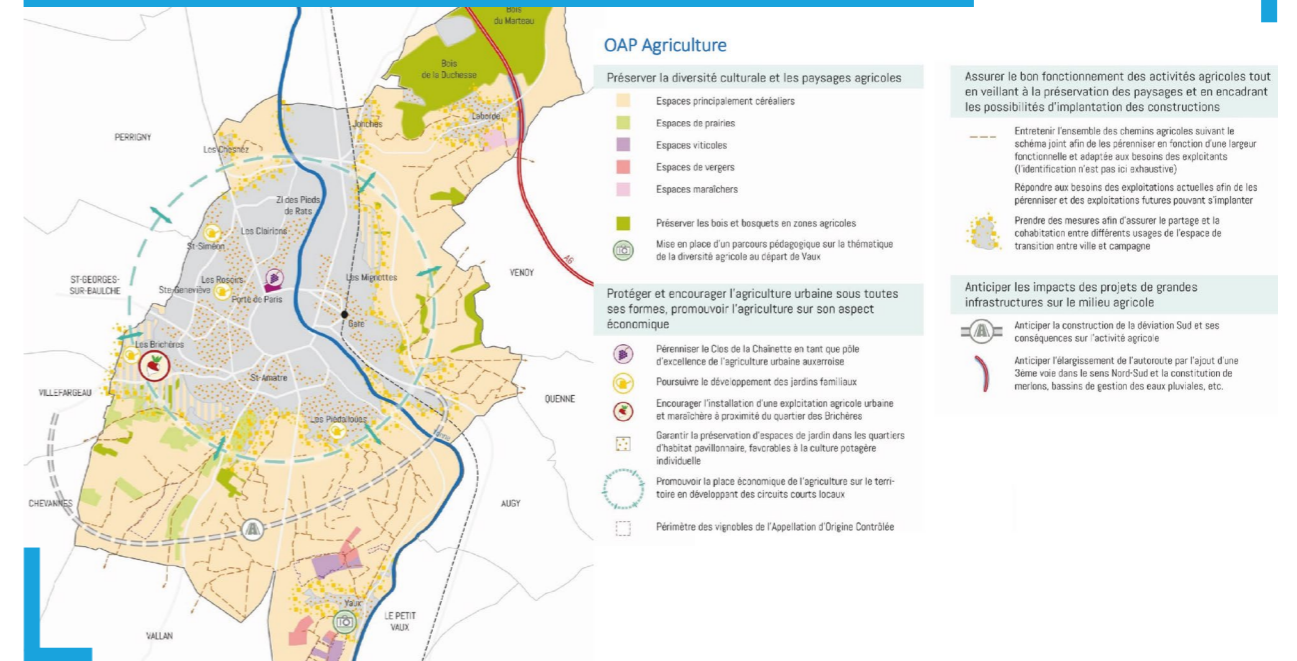 Bois
du Marteau
Bois
de la Duchesse
Laborde
Jonches
PERRIGNY
Les Chesnez
ZI des Pieds
de Rats
Les Clairions
St-Siméon
A6
ST-GEORGES-
SUR-BAULCHE
Les Rosoirs
Ste-Geneviève
Porte de Paris
Les Mignottes
VENOY
Gare
Les Brichères
St-Amatre
VILLEFARGEAU
QUENNE
Les Piédalloues
CHEVANNES
AUGY
Vaux
LE PETIT
VAUX
VALLAN
OAP Agriculture
Préserver la diversité culturale et les paysages agricoles
Espaces principalement céréaliers
Espaces de prairies
Espaces viticoles
Espaces de vergers
Espaces maraîchers
Préserver les bois et bosquets en zones agricoles
Mise en place d'un parcours pédagogique sur la thématique
de la diversité agricole au départ de Vaux
Protéger et encourager l'agriculture urbaine sous toutes
ses formes, promouvoir l'agriculture sur son aspect
économique
Pérenniser le Clos de la Chaînette en tant que pôle
d'excellence de l'agriculture urbaine auxerroise
Poursuivre le développement des jardins familiaux
Encourager l'installation d'une exploitation agricole urbaine
et maraîchère à proximité du quartier des Brichères
Garantir la préservation d'espaces de jardin dans les quartiers
d'habitat pavillonnaire, favorables à la culture potagère
individuelle
Promouvoir la place économique de l'agriculture sur le terri-
toire en développant des circuits courts locaux
Périmètre des vignobles de l'Appellation d'Origine Contrôlée
Assurer le bon fonctionnement des activités agricoles tout
en veillant à la préservation des paysages et en encadrant
les possibilités d'implantation des constructions
Entretenir l'ensemble des chemins agricoles suivant le
schéma joint afin de les pérenniser en fonction d'une largeur
fonctionnelle et adaptée aux besoins des exploitants
(l'identification n'est pas ici exhaustive)
Répondre aux besoins des exploitations actuelles afin de les
pérenniser et des exploitations futures pouvant s'implanter
Prendre des mesures afin d'assurer le partage et la
cohabitation entre différents usages de l'espace de
transition entre ville et campagne
Anticiper les impacts des projets de grandes
infrastructures sur le milieu agricole
Anticiper la construction de la déviation Sud et ses
conséquences sur l'activité agricole
Anticiper l'élargissement de l'autoroute par l'ajout d'une
3ème voie dans le sens Nord-Sud et la constitution de
merlons, bassins de gestion des eaux pluviales, etc.